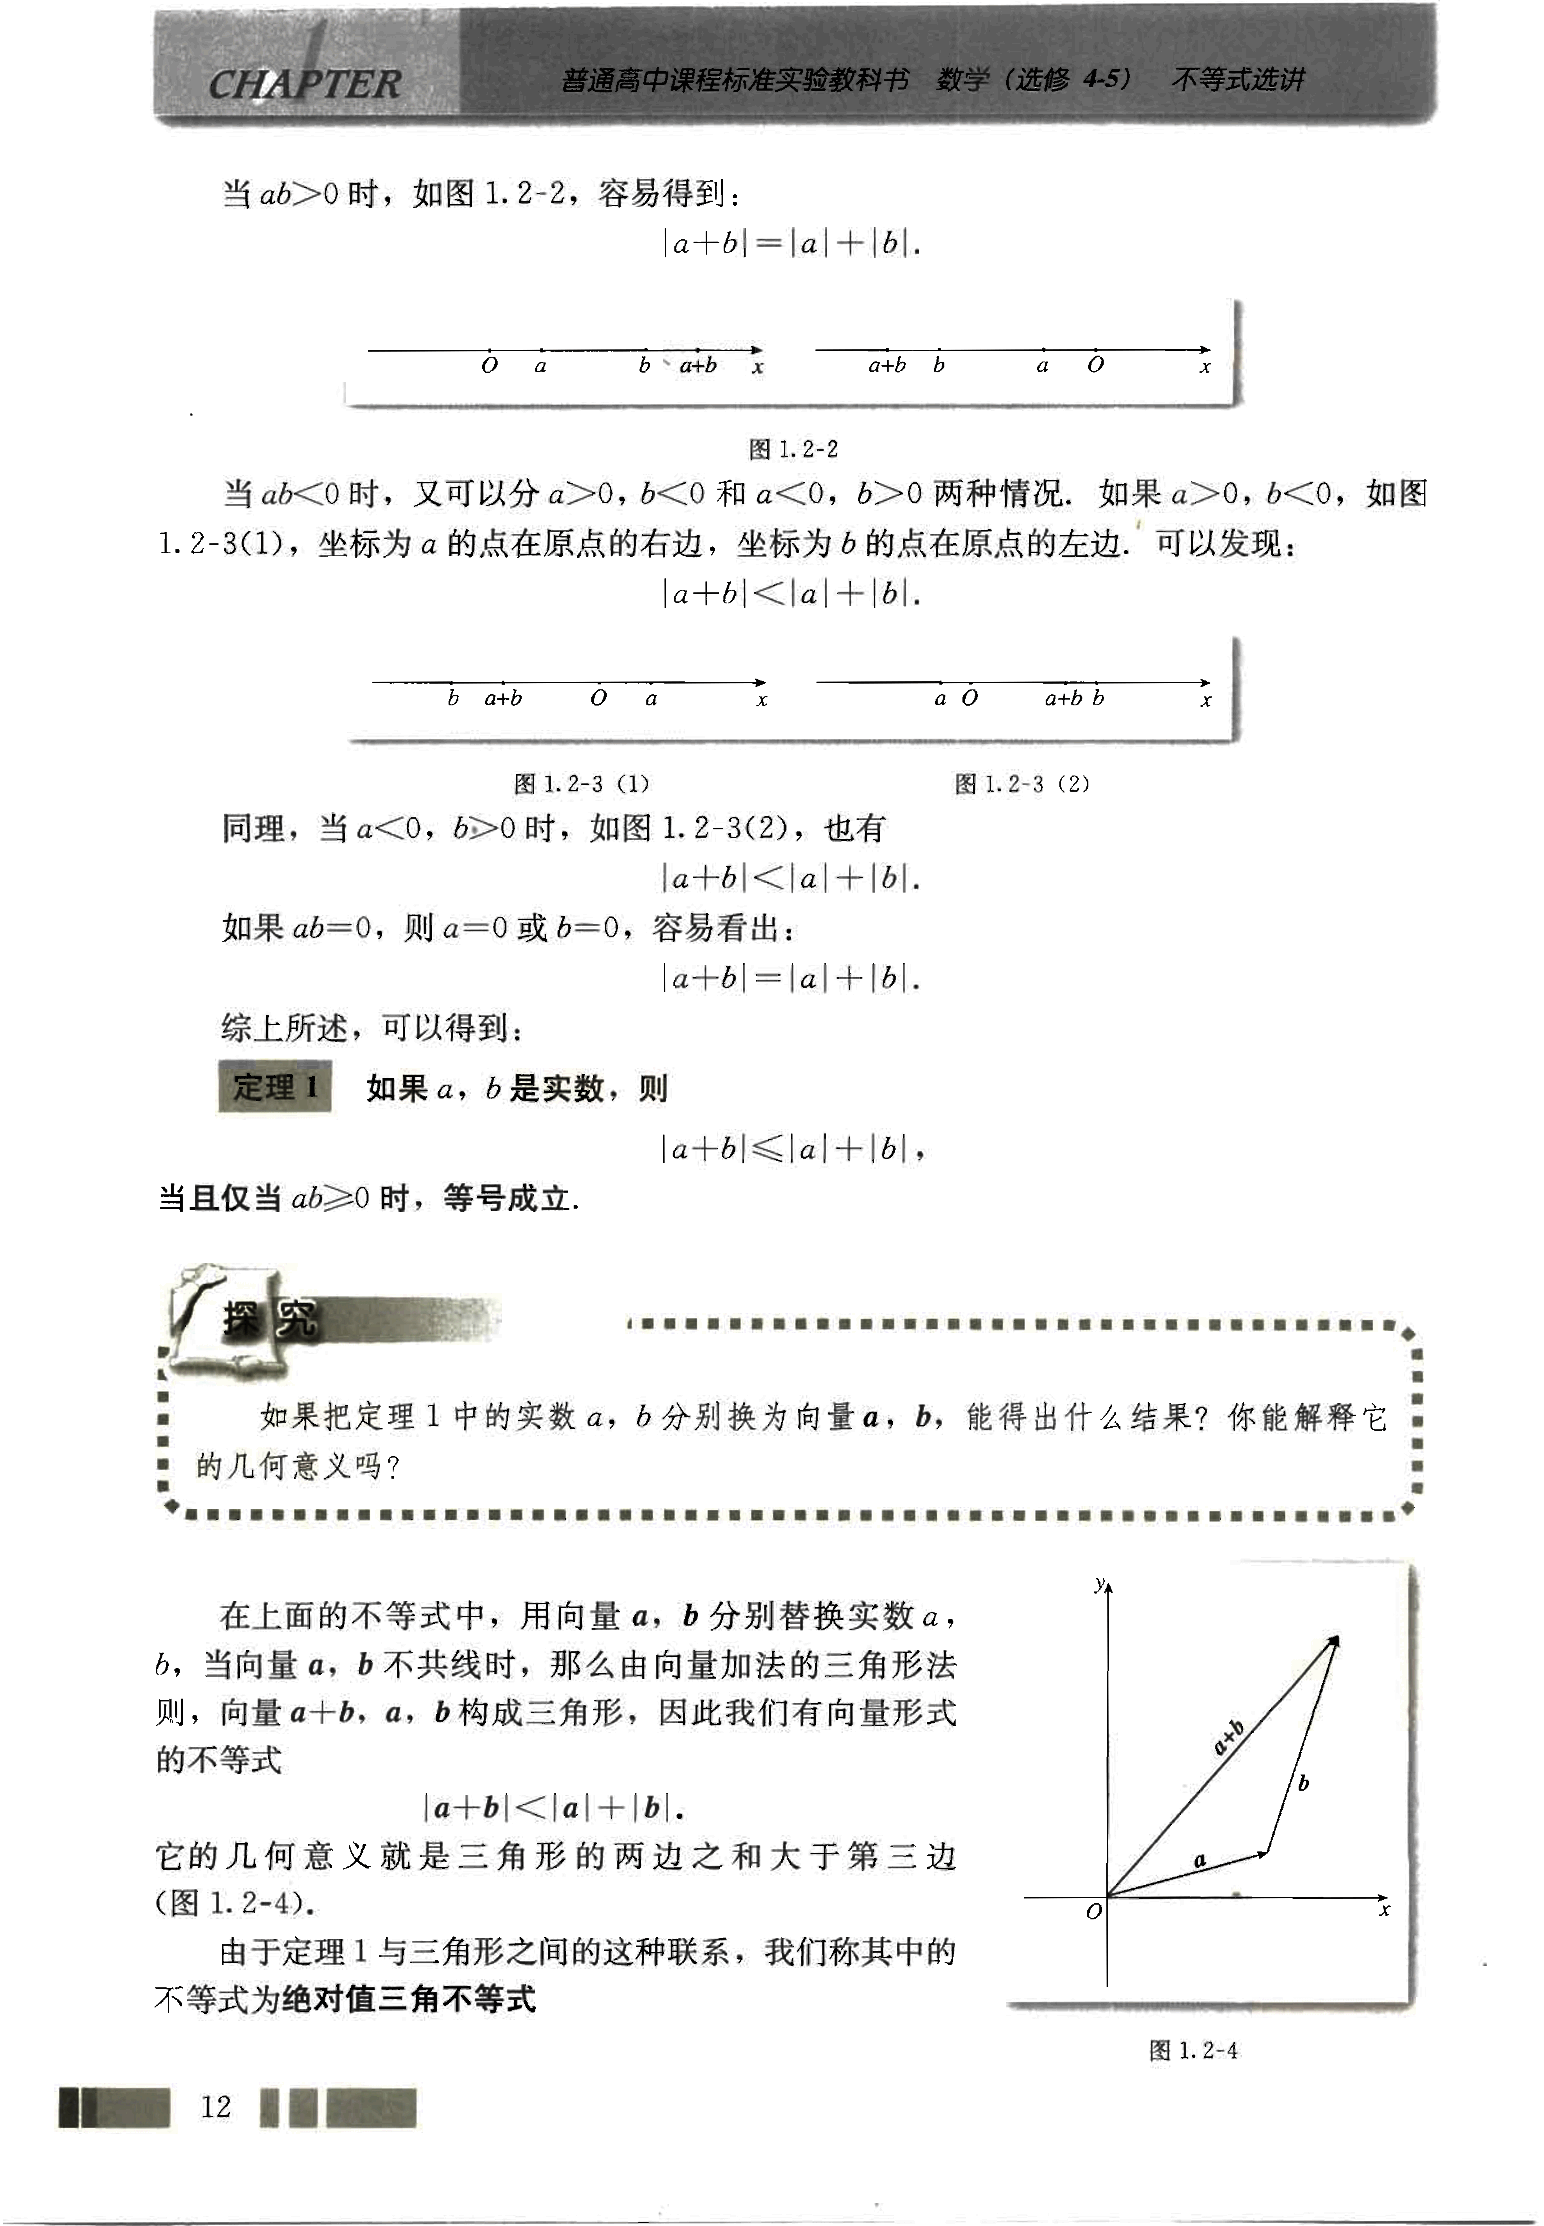 CHAPTER 1 普通高中课程标准实验教科书 数学（选修 4-5） 不等式选讲
当 ab>0 时，如图 1.2-2，容易得到：
|a+b|=|a|+|b|.
O a b a+b x a+b b a O x
图 1.2-2
当 ab<0 时，又可以分 a>0，b<0 和 a<0，b>0 两种情况．如果 a>0，b<0，如图
1.2-3(1)，坐标为 a 的点在原点的右边，坐标为 b 的点在原点的左边．可以发现：
|a+b|<|a|+|b|.
b a+b O a x a O a+b b x
图 1.2-3（1） 图 1.2-3（2）
同理，当 a<0，b>0 时，如图 1.2-3(2)，也有
|a+b|<|a|+|b|.
如果 ab=0，则 a=0 或 b=0，容易看出：
|a+b|=|a|+|b|.
综上所述，可以得到：
定理 1 如果 a，b 是实数，则
|a+b|≤|a|+|b|，
当且仅当 ab≥0 时，等号成立.
探究
如果把定理 1 中的实数 a，b 分别换为向量 a，b，能得出什么结果？你能解释它
的几何意义吗？
在上面的不等式中，用向量 a，b 分别替换实数 a，
b，当向量 a，b 不共线时，那么由向量加法的三角形法
则，向量 a+b，a，b 构成三角形，因此我们有向量形式
的不等式
|a+b|<|a|+|b|.
它的几何意义就是三角形的两边之和大于第三边
(图 1.2-4).
由于定理 1 与三角形之间的这种联系，我们称其中的
不等式为绝对值三角不等式
y
a+b
b
a
O
x
图 1.2-4
12